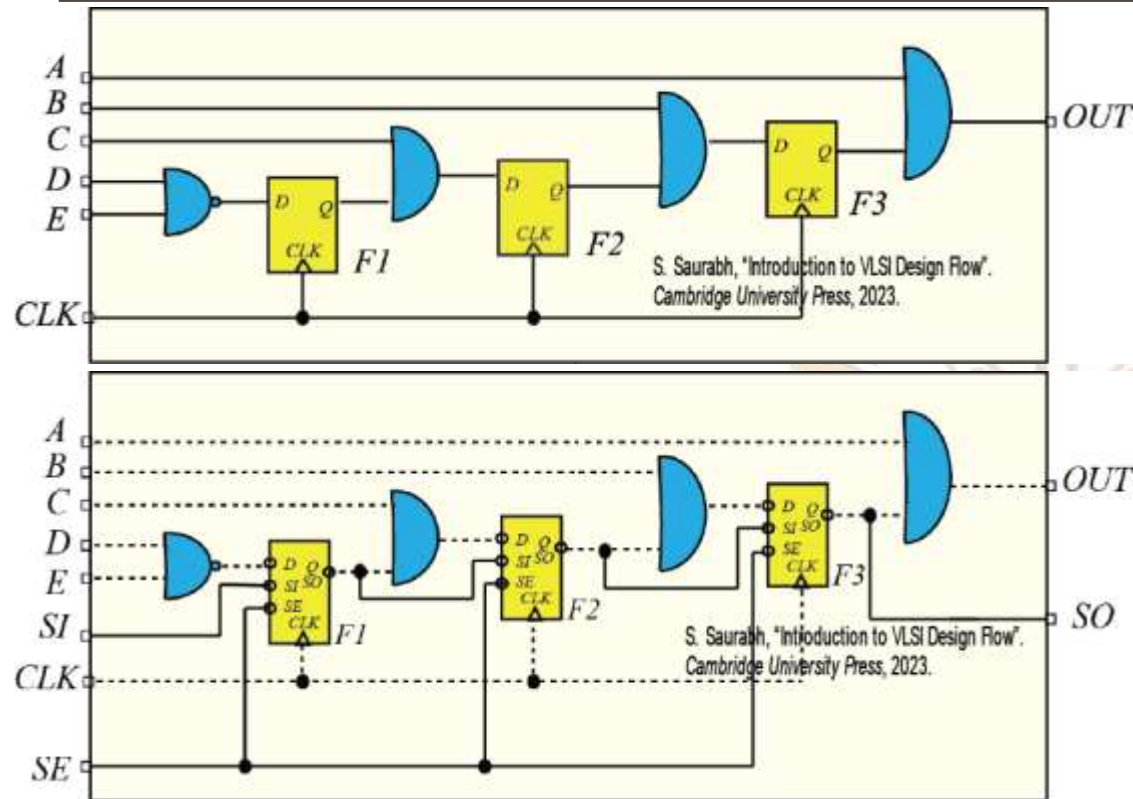 A
B
C
D
E
CLK
D
Q
CLK
F1
D
Q
CLK
F2
D
Q
CLK
F3
OUT
S. Saurabh, "Introduction to VLSI Design Flow".
Cambridge University Press, 2023.
A
B
C
D
E
SI
CLK
SE
D Q
SI SO
SE
CLK
F1
D Q
SI SO
SE
CLK
F2
D Q
SI SO
SE
CLK
F3
OUT
SO
S. Saurabh, "Introduction to VLSI Design Flow".
Cambridge University Press, 2023.